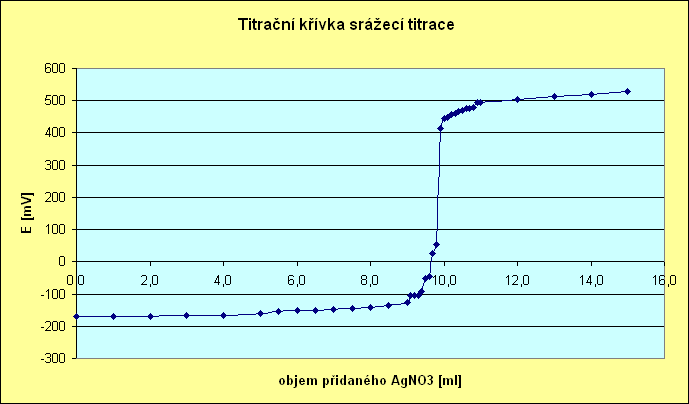 Titrační křívka srážecí titrace
600
500
400
300
200
100
0
-100
-200
-300
0,0 2,0 4,0 6,0 8,0 10,0 12,0 14,0 16,0
E [mV]
objem přidaného AgNO3 [ml]